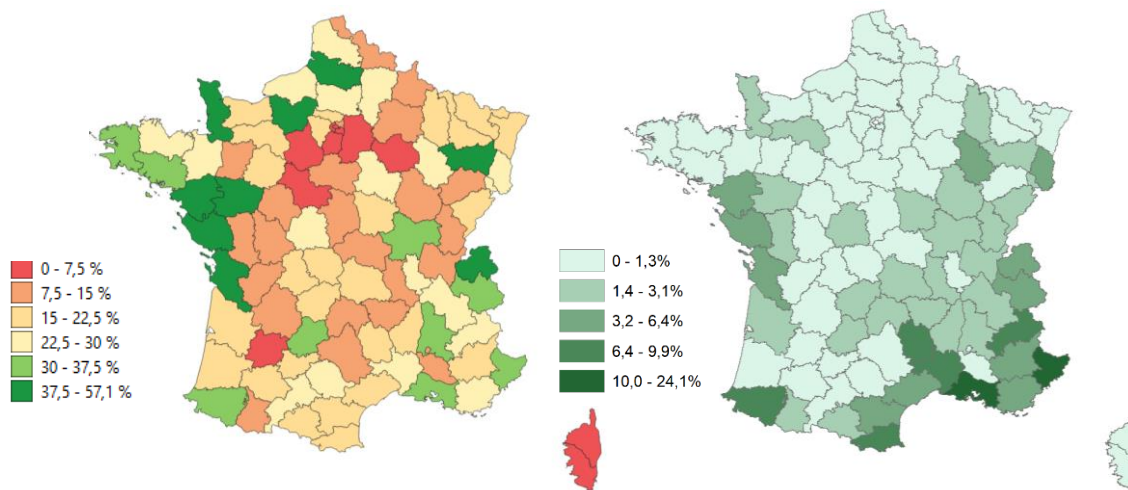 0 - 7,5 %
7,5 - 15 %
15 - 22,5 %
22,5 - 30 %
30 - 37,5 %
37,5 - 57,1 %
0 - 1,3%
1,4 - 3,1%
3,2 - 6,4%
6,4 - 9,9%
10,0 - 24,1%